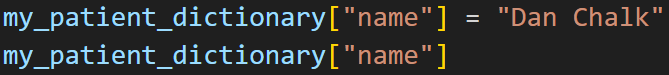 my_patient_dictionary["name"] = "Dan Chalk"
my_patient_dictionary["name"]